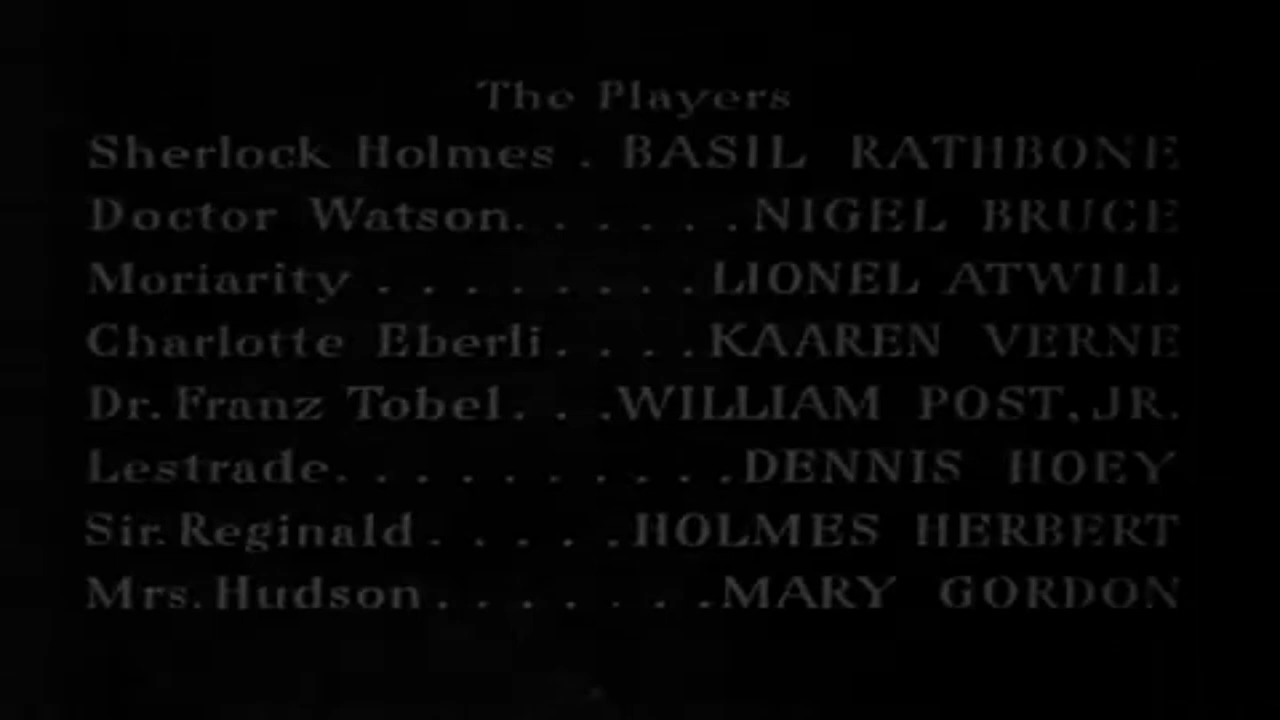 The Players
Sherlock Holmes . BASIL RATHBONE
Doctor Watson. . . . . . NIGEL BRUCE
Moriarity . . . . . . . . LIONEL ATWILL
Charlotte Eberli. . . . KAAREN VERNE
Dr. Franz Tobel. . . WILLIAM POST, JR.
Lestrade. . . . . . . . . . DENNIS HOEY
Sir. Reginald . . . . . HOLMES HERBERT
Mrs. Hudson . . . . . . . MARY GORDON